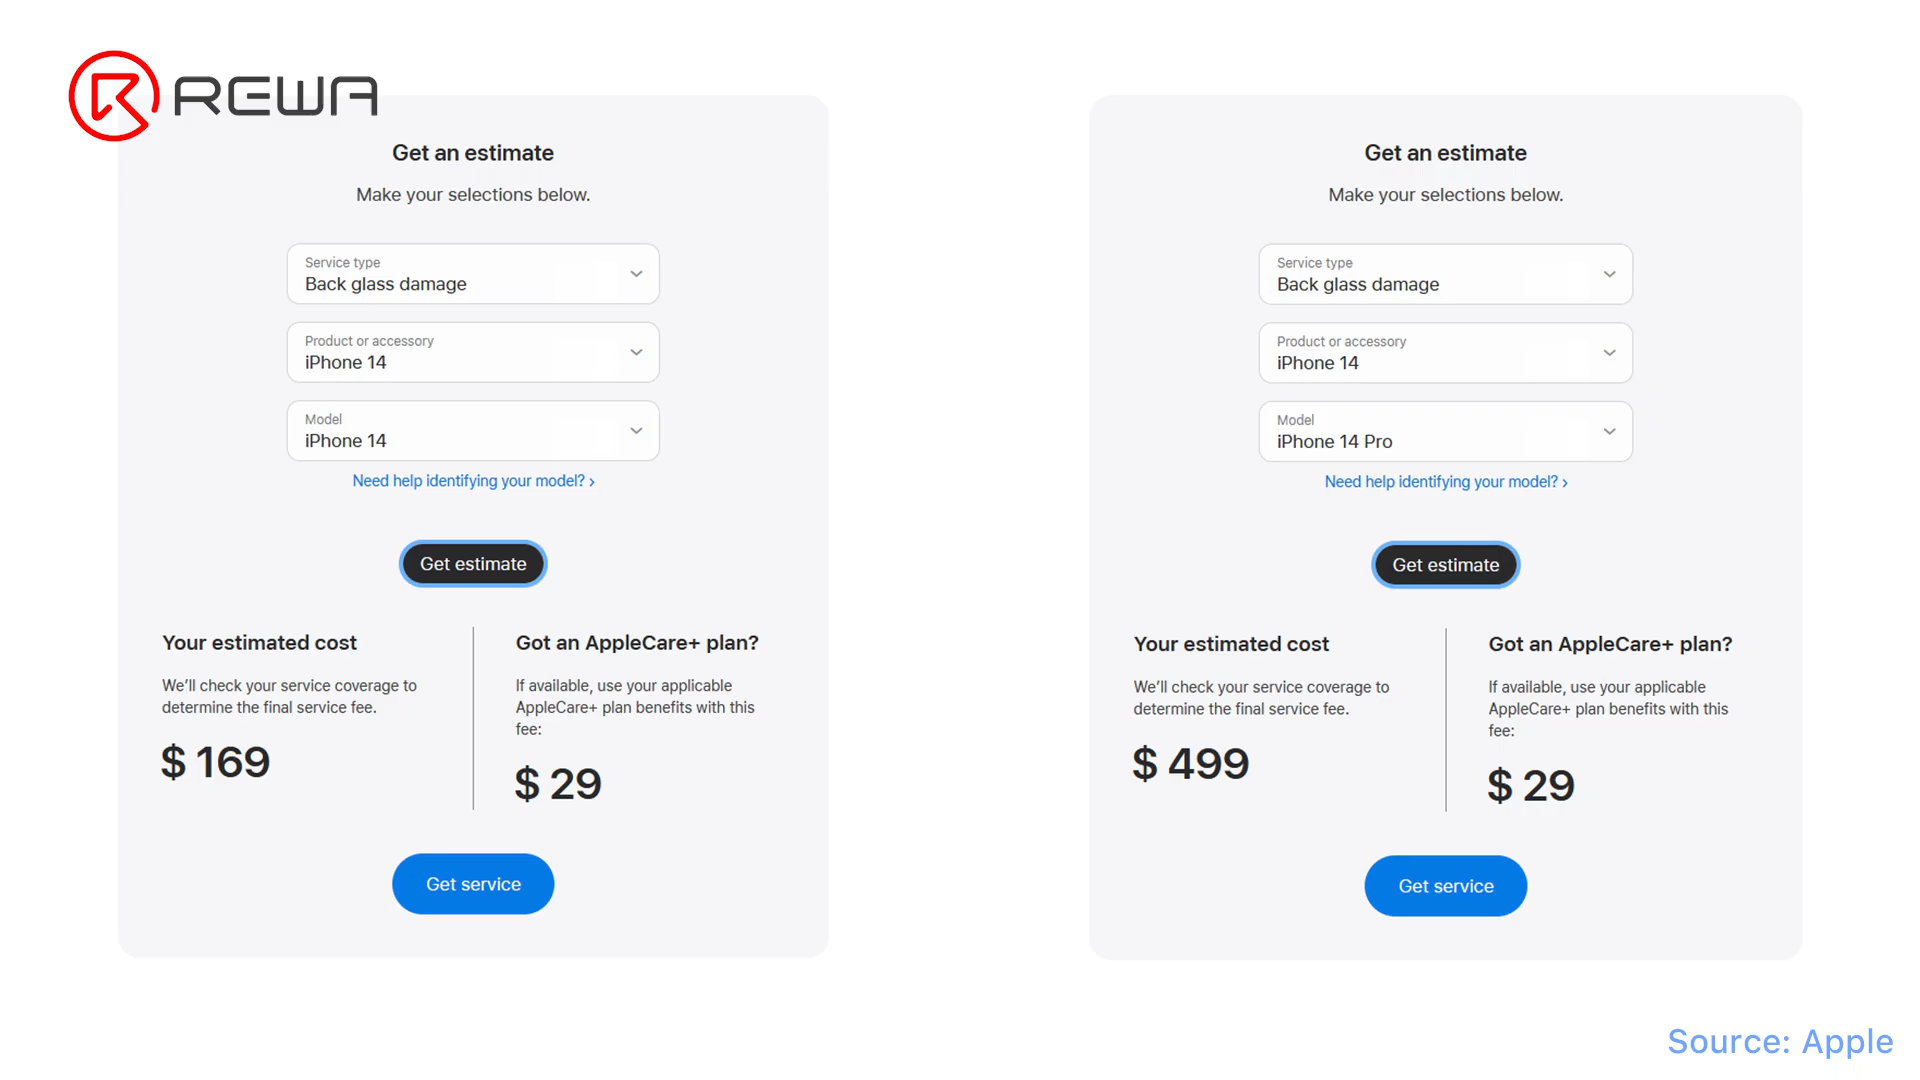 REWA
Get an estimate
Make your selections below.
Service type
Back glass damage
Product or accessory
iPhone 14
Model
iPhone 14
Need help identifying your model? ›
Get estimate
Your estimated cost
We’ll check your service coverage to
determine the final service fee.
$ 169
Got an AppleCare+ plan?
If available, use your applicable
AppleCare+ plan benefits with this
fee:
$ 29
Get service
Get an estimate
Make your selections below.
Service type
Back glass damage
Product or accessory
iPhone 14
Model
iPhone 14 Pro
Need help identifying your model? ›
Get estimate
Your estimated cost
We’ll check your service coverage to
determine the final service fee.
$ 499
Got an AppleCare+ plan?
If available, use your applicable
AppleCare+ plan benefits with this
fee:
$ 29
Get service
Source: Apple